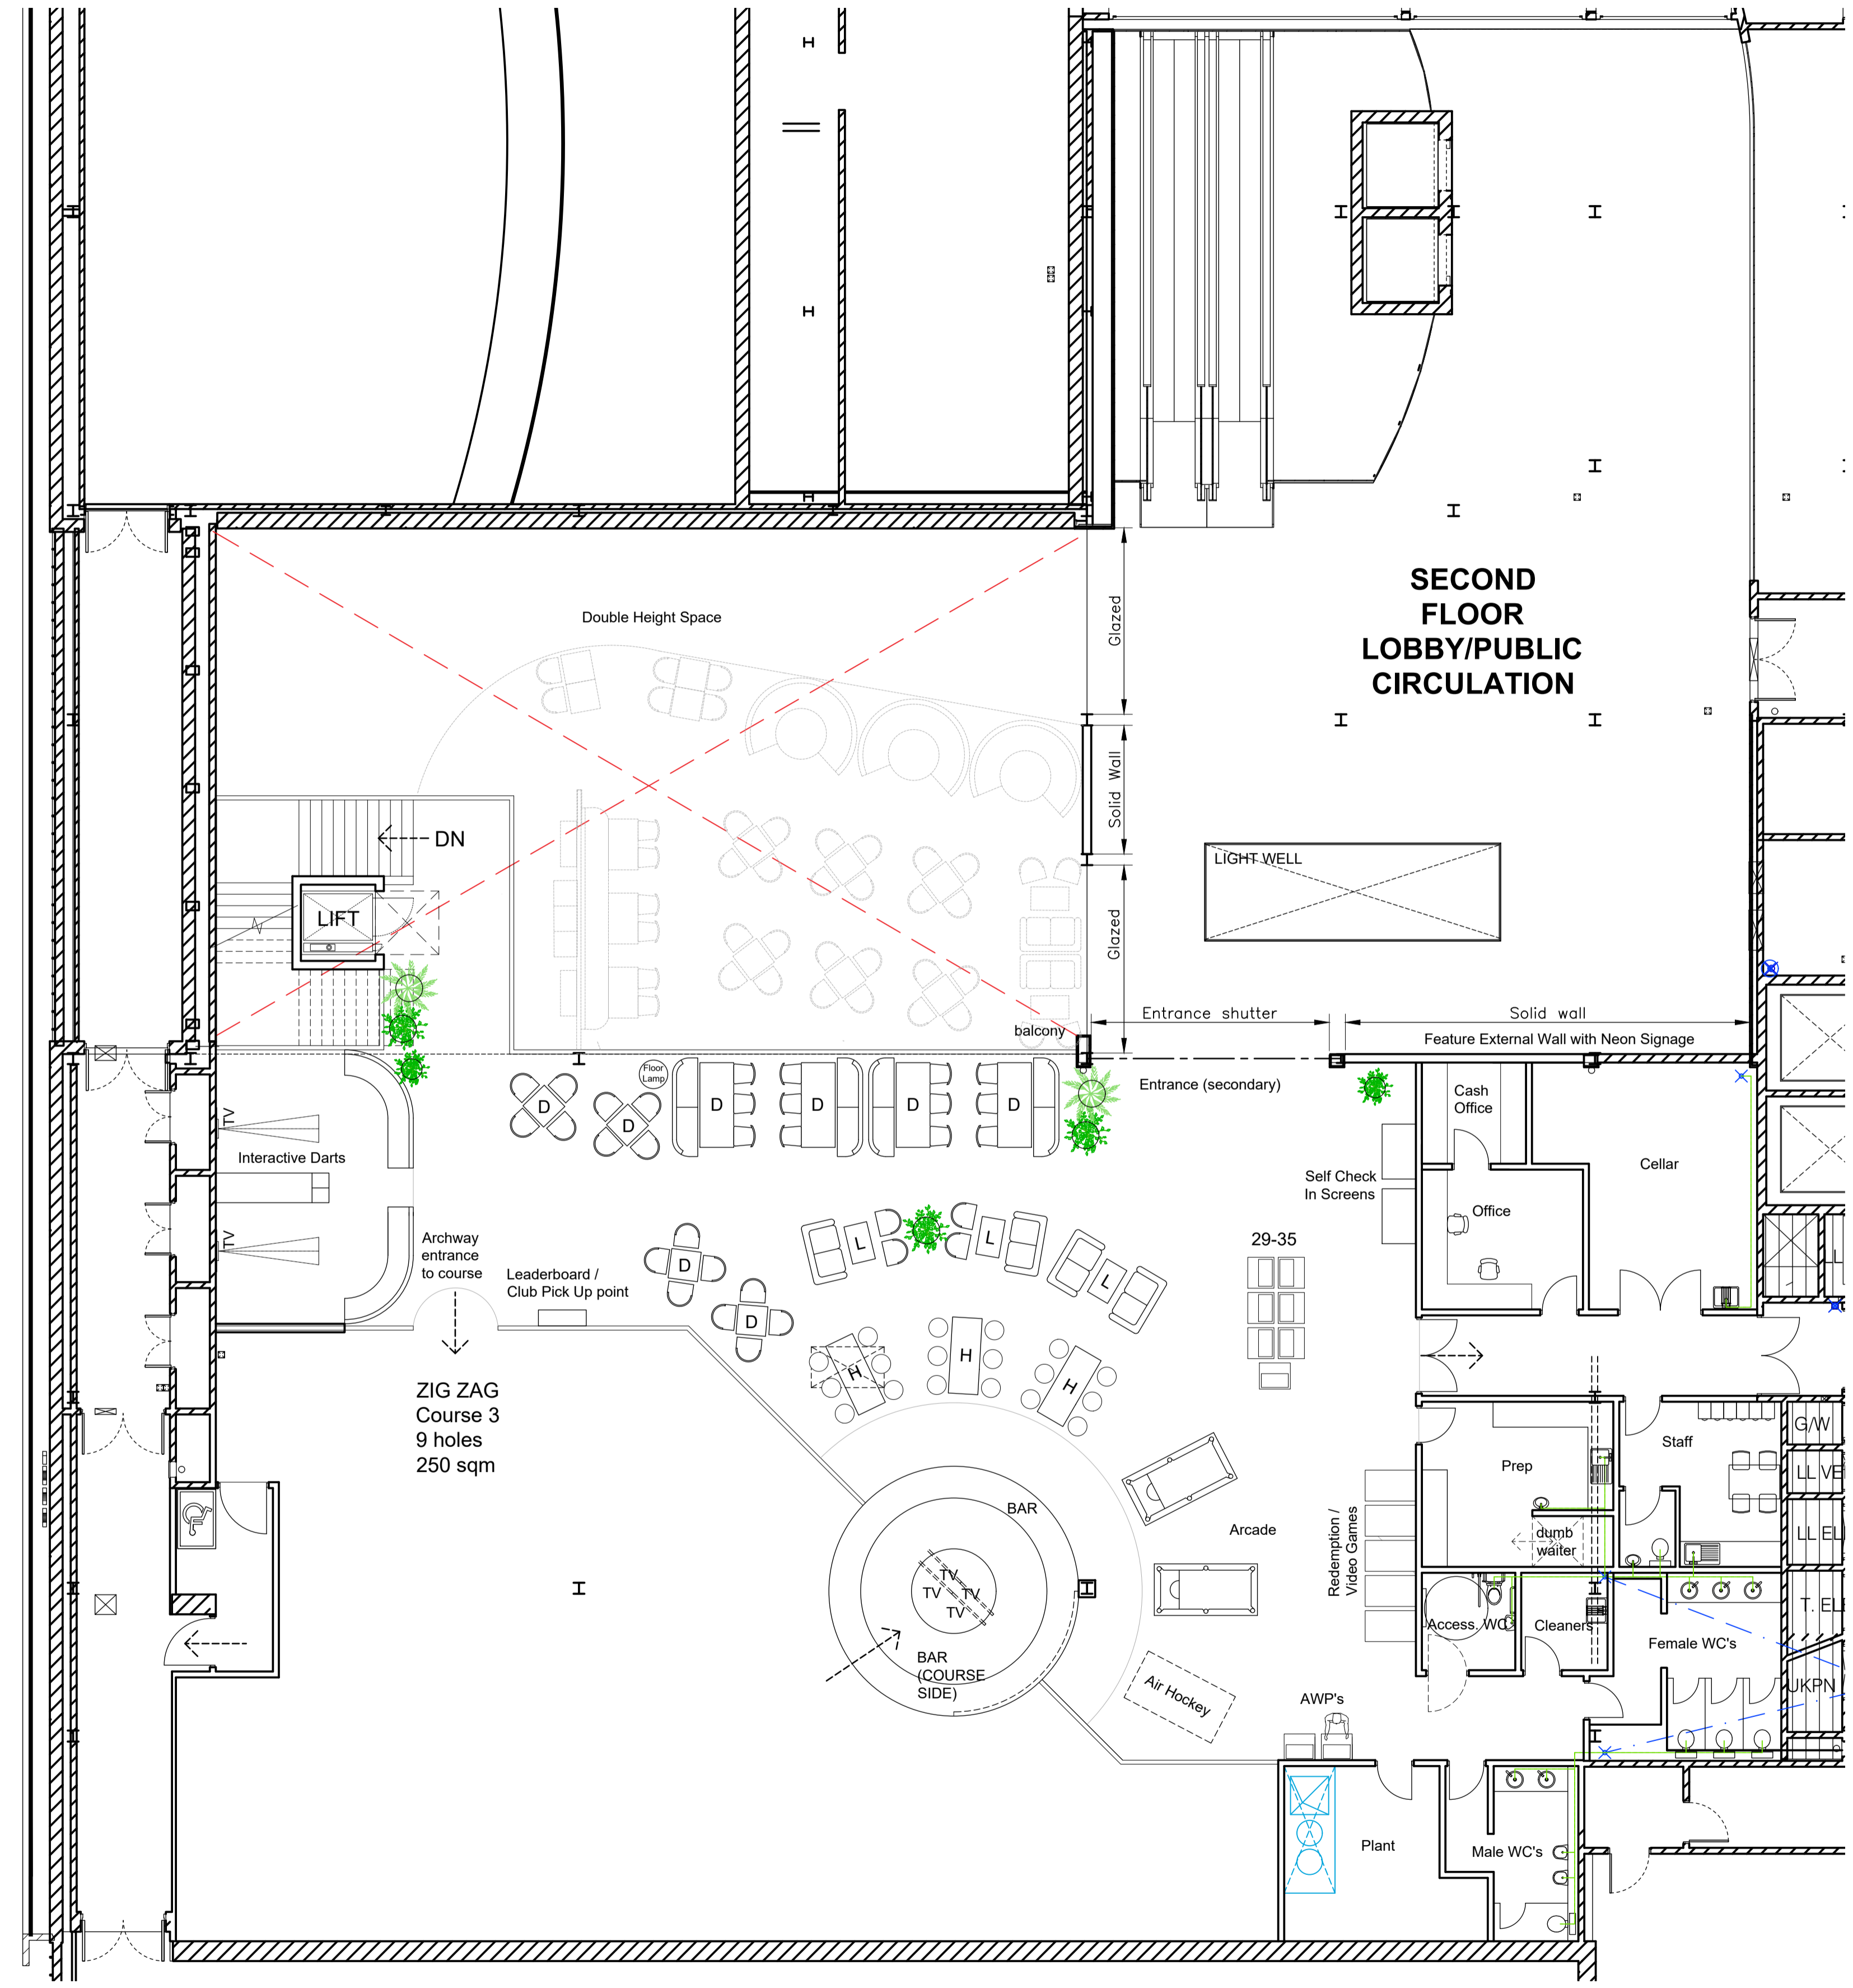 Double Height Space
Glazed
SECOND
FLOOR
LOBBY/PUBLIC
CIRCULATION
Solid Wall
DN
LIGHT WELL
LIFT
Glazed
Entrance shutter
Solid wall
balcony
Feature External Wall with Neon Signage
Floor
Lamp
Entrance (secondary)
Cash
Office
D
D
D
D
D
D
TV
Interactive Darts
Cellar
Self Check
In Screens
Office
TV
Archway
entrance
to course
L
L
L
29-35
D
Leaderboard /
Club Pick Up point
D
H
H
H
ZIG ZAG
Course 3
9 holes
250 sqm
G/W
Staff
Prep
LL VE
BAR
Arcade
Redemption /
Video Games
dumb
waiter
LL EL
TV
TV
TV
TV
T. ELE
Access. WC
Cleaners
Female WC's
BAR
(COURSE
SIDE)
UKPN
Air Hockey
AWP's
Plant
Male WC's